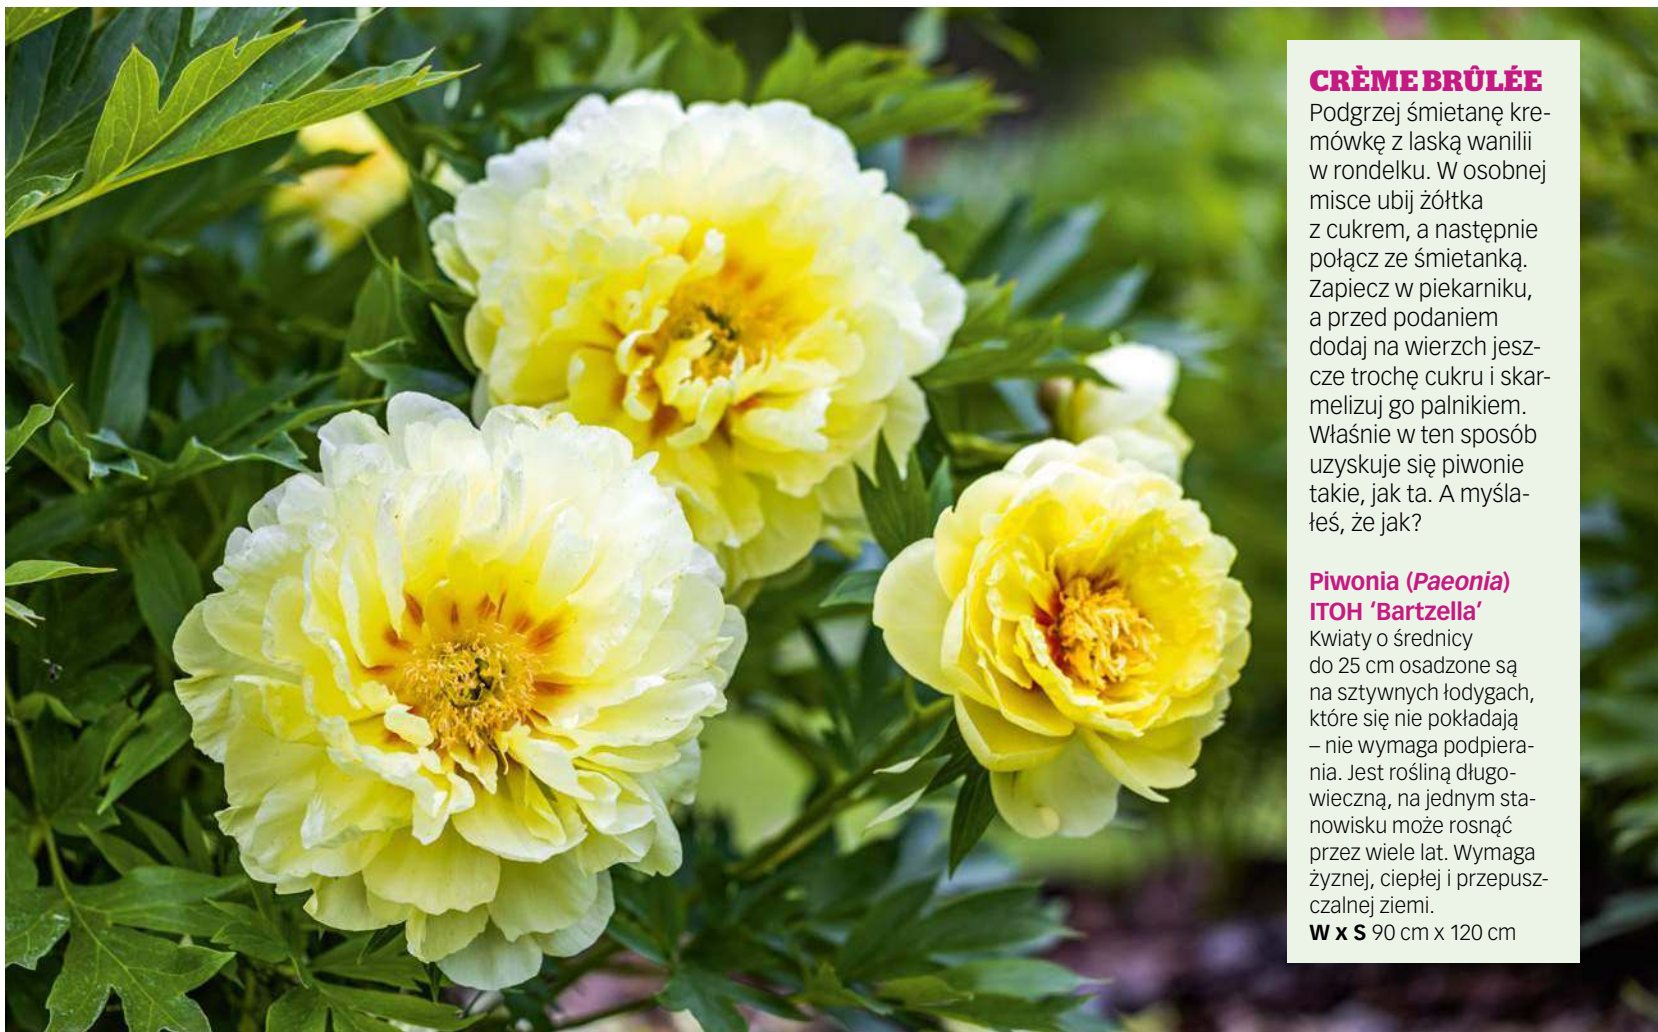 CRÈME BRÛLÉE
Podgrzej śmietanę kre-
mówkę z laską wanilii
w rondelku. W osobnej
misce ubij żółtka
z cukrem, a następnie
połącz ze śmietanką.
Zapiecz w piekarniku,
a przed podaniem
dodaj na wierzch jesz-
cze trochę cukru i skar-
melizuj go palnikiem.
Właśnie w ten sposób
uzyskuje się piwonie
takie, jak ta. A myśla-
łeś, że jak?
Piwonia (Paeonia)
ITOH ‘Bartzella’
Kwiaty o średnicy
do 25 cm osadzone są
na sztywnych łodygach,
które się nie pokładają
– nie wymaga podpiera-
nia. Jest rośliną długo-
wieczną, na jednym sta-
nowisku może rosnąć
przez wiele lat. Wymaga
żyznej, ciepłej i przepusz-
czalnej ziemi.
W x S 90 cm x 120 cm